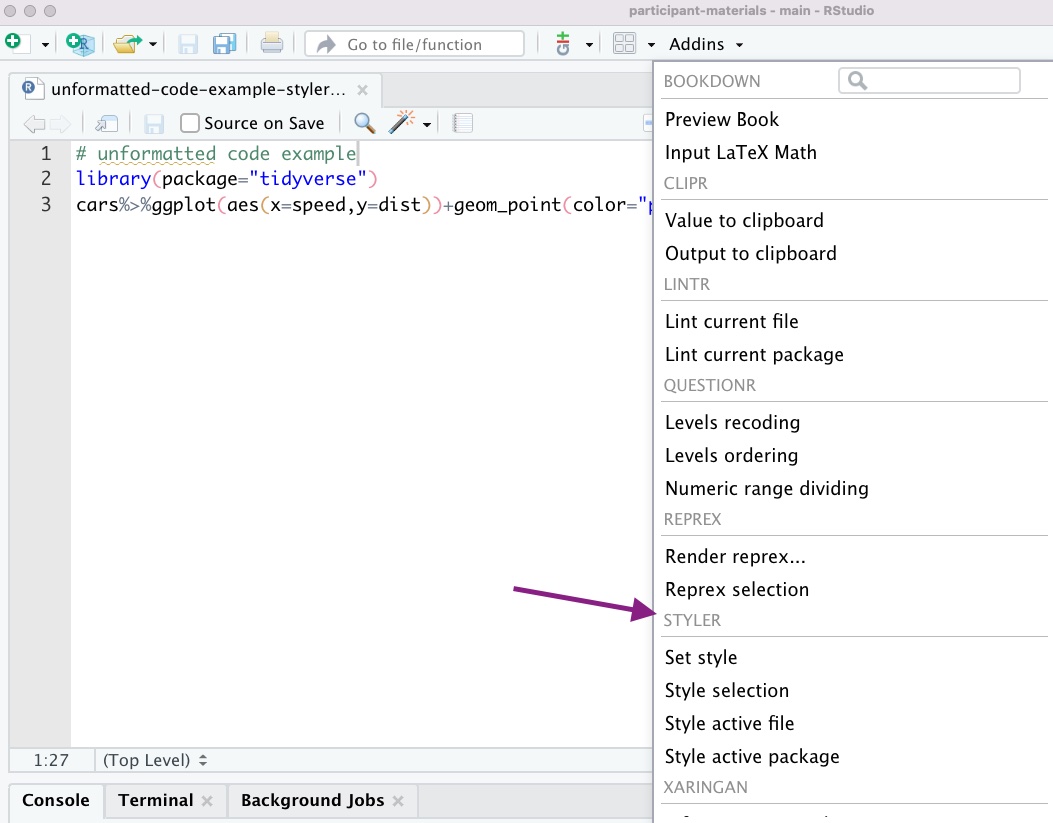 participant-materials - main - RStudio
Go to file/function
Addins
unformatted-code-example-styler...
Source on Save
1 # unformatted code example
2 library(package="tidyverse")
3 cars%>%ggplot(aes(x=speed,y=dist))+geom_point(color="p
1:27 (Top Level)
Console Terminal Background Jobs
BOOKDOWN
Preview Book
Input LaTeX Math
CLIPR
Value to clipboard
Output to clipboard
LINTR
Lint current file
Lint current package
QUESTIONR
Levels recoding
Levels ordering
Numeric range dividing
REPREX
Render reprex...
Reprex selection
STYLER
Set style
Style selection
Style active file
Style active package
XARINGAN